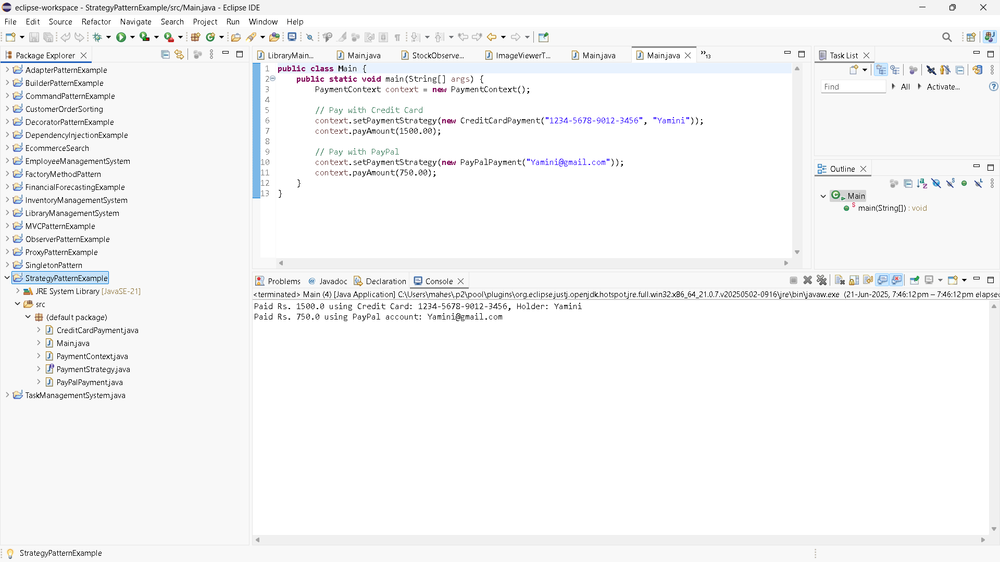 eclipse-workspace - StrategyPatternExample/src/Main.java - Eclipse IDE
File Edit Source Refactor Navigate Search Project Run Window Help
Package Explorer
AdapterPatternExample
BuilderPatternExample
CommandPatternExample
CustomerOrderSorting
DecoratorPatternExample
DependencyInjectionExample
EcommerceSearch
EmployeeManagementSystem
FactoryMethodPattern
FinancialForecastingExample
InventoryManagementSystem
LibraryManagementSystem
MVCPatternExample
ObserverPatternExample
ProxyPatternExample
SingletonPattern
StrategyPatternExample
JRE System Library [JavaSE-21]
src
(default package)
CreditCardPayment.java
Main.java
PaymentContext.java
PaymentStrategy.java
PayPalPayment.java
TaskManagementSystem.java
LibraryMain... Main.java StockObserve... ImageViewerT... Main.java Main.java »13
1 public class Main {
2 public static void main(String[] args) {
3 PaymentContext context = new PaymentContext();
4
5 // Pay with Credit Card
6 context.setPaymentStrategy(new CreditCardPayment("1234-5678-9012-3456", "Yamini"));
7 context.payAmount(1500.00);
8
9 // Pay with PayPal
10 context.setPaymentStrategy(new PayPalPayment("Yamini@gmail.com"));
11 context.payAmount(750.00);
12 }
13 }
Task List
Find All Activate...
Outline
Main
main(String[]) : void
Problems Javadoc Declaration Console
<terminated> Main (4) [Java Application] C:\Users\mahes\.p2\pool\plugins\org.eclipse.justj.openjdk.hotspot.jre.full.win32.x86_64_21.0.7.v20250502-0916\jre\bin\javaw.exe (21-Jun-2025, 7:46:12 pm – 7:46:12 pm elapsec
Paid Rs. 1500.0 using Credit Card: 1234-5678-9012-3456, Holder: Yamini
Paid Rs. 750.0 using PayPal account: Yamini@gmail.com
StrategyPatternExample